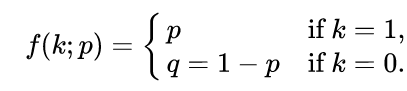 f(k; p) = { p if k = 1,
q = 1 − p if k = 0.